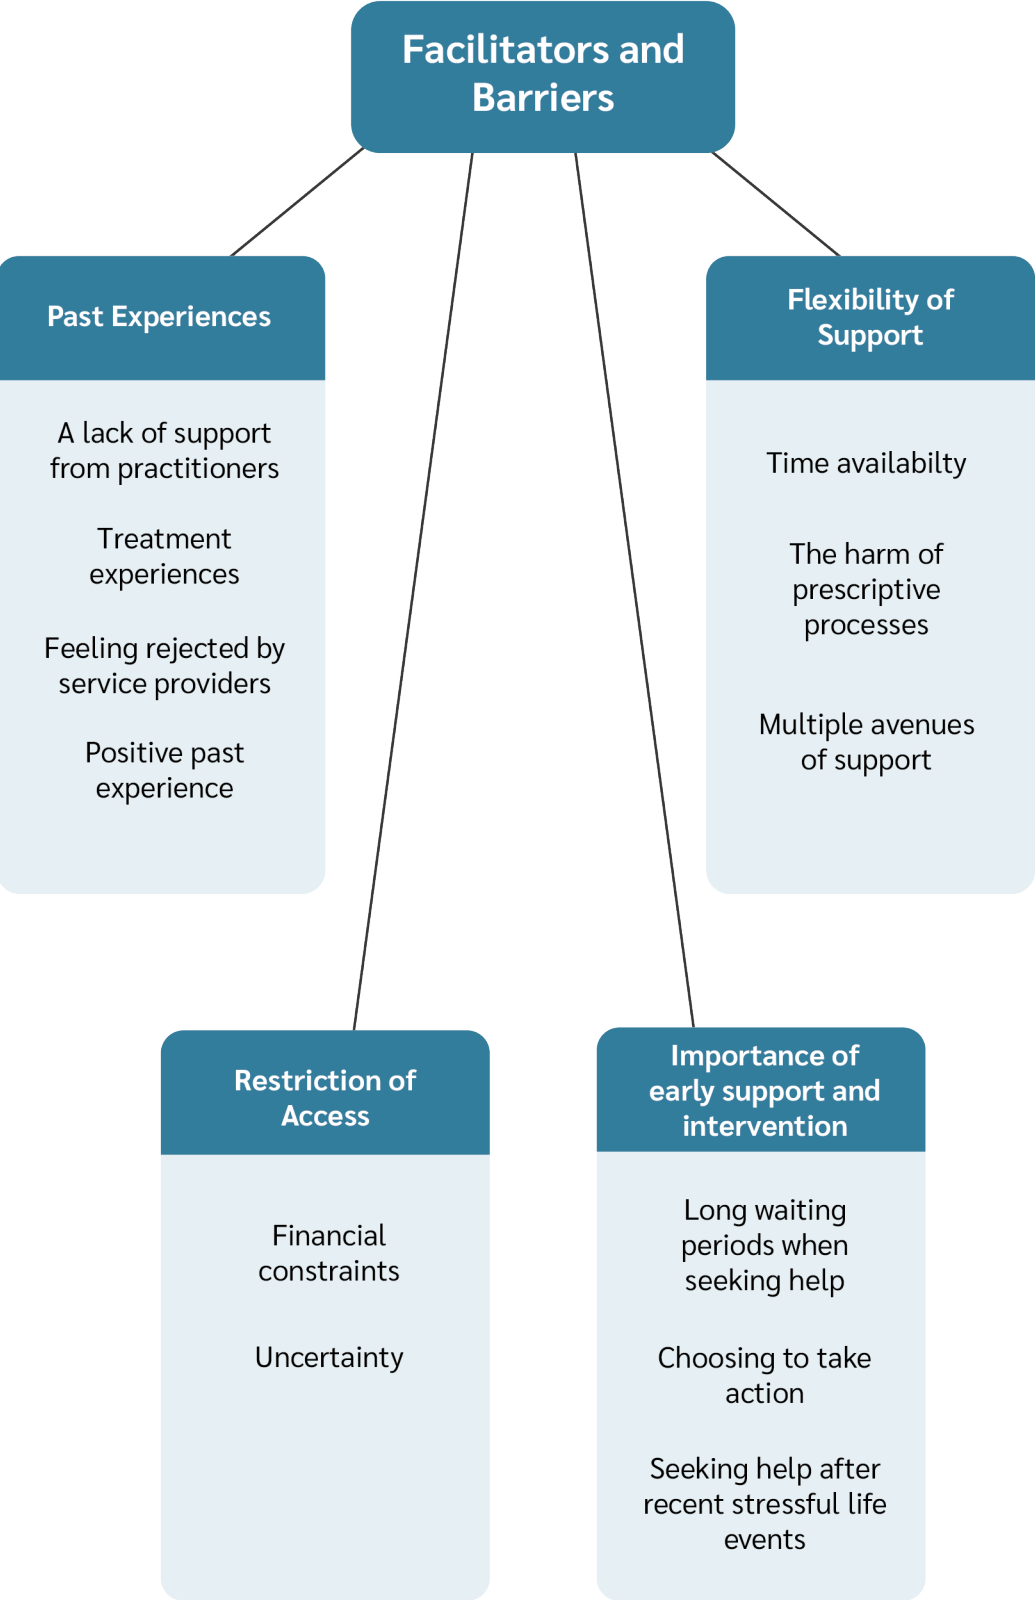 Facilitators and
Barriers
Past Experiences
A lack of support
from practitioners
Treatment
experiences
Feeling rejected by
service providers
Positive past
experience
Flexibility of
Support
Time availabilty
The harm of
prescriptive
processes
Multiple avenues
of support
Restriction of
Access
Financial
constraints
Uncertainty
Importance of
early support and
intervention
Long waiting
periods when
seeking help
Choosing to take
action
Seeking help after
recent stressful life
events